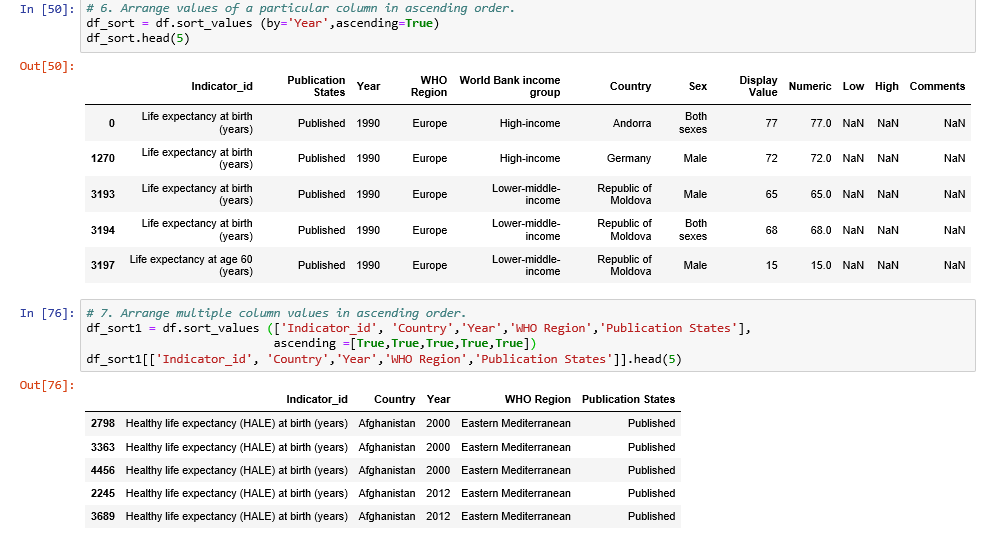 In [50]: # 6. Arrange values of a particular column in ascending order.
df_sort = df.sort_values (by='Year',ascending=True)
df_sort.head(5)
Out[50]:
Indicator_id Publication States Year WHO Region World Bank income group Country Sex Display Value Numeric Low High Comments
0 Life expectancy at birth (years) Published 1990 Europe High-income Andorra Both sexes 77 77.0 NaN NaN NaN
1270 Life expectancy at birth (years) Published 1990 Europe High-income Germany Male 72 72.0 NaN NaN NaN
3193 Life expectancy at birth (years) Published 1990 Europe Lower-middle-income Republic of Moldova Male 65 65.0 NaN NaN NaN
3194 Life expectancy at birth (years) Published 1990 Europe Lower-middle-income Republic of Moldova Both sexes 68 68.0 NaN NaN NaN
3197 Life expectancy at age 60 (years) Published 1990 Europe Lower-middle-income Republic of Moldova Male 15 15.0 NaN NaN NaN
In [76]: # 7. Arrange multiple column values in ascending order.
df_sort1 = df.sort_values (['Indicator_id', 'Country','Year','WHO Region','Publication States'],
ascending =[True,True,True,True,True])
df_sort1[['Indicator_id', 'Country','Year','WHO Region','Publication States']].head(5)
Out[76]:
Indicator_id Country Year WHO Region Publication States
2798 Healthy life expectancy (HALE) at birth (years) Afghanistan 2000 Eastern Mediterranean Published
3363 Healthy life expectancy (HALE) at birth (years) Afghanistan 2000 Eastern Mediterranean Published
4456 Healthy life expectancy (HALE) at birth (years) Afghanistan 2000 Eastern Mediterranean Published
2245 Healthy life expectancy (HALE) at birth (years) Afghanistan 2012 Eastern Mediterranean Published
3689 Healthy life expectancy (HALE) at birth (years) Afghanistan 2012 Eastern Mediterranean Published